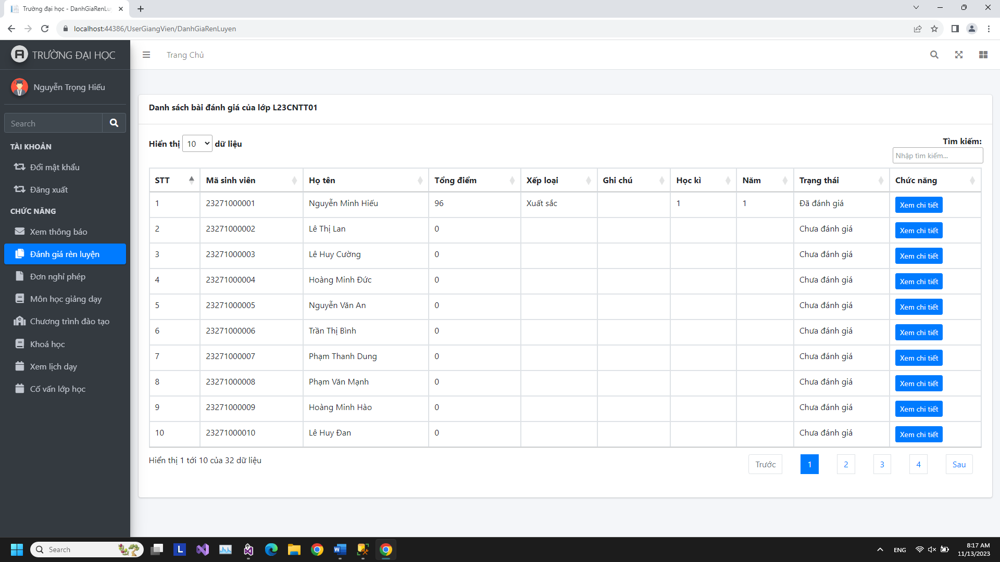 Trường đại học - DanhGiaRenLu
localhost:44386/UserGiangVien/DanhGiaRenLuyen
TRƯỜNG ĐẠI HỌC
Trang Chủ
Nguyễn Trọng Hiếu
Search
TÀI KHOẢN
Đổi mật khẩu
Đăng xuất
CHỨC NĂNG
Xem thông báo
Đánh giá rèn luyện
Đơn nghỉ phép
Môn học giảng dạy
Chương trình đào tạo
Khoá học
Xem lịch dạy
Cố vấn lớp học
Danh sách bài đánh giá của lớp L23CNTT01
Hiển thị 10 dữ liệu
Tìm kiếm:
Nhập tìm kiếm...
STT Mã sinh viên Họ tên Tổng điểm Xếp loại Ghi chú Học kì Năm Trạng thái Chức năng
1 23271000001 Nguyễn Minh Hiếu 96 Xuất sắc 1 1 Đã đánh giá Xem chi tiết
2 23271000002 Lê Thị Lan 0 Chưa đánh giá Xem chi tiết
3 23271000003 Lê Huy Cường 0 Chưa đánh giá Xem chi tiết
4 23271000004 Hoàng Minh Đức 0 Chưa đánh giá Xem chi tiết
5 23271000005 Nguyễn Văn An 0 Chưa đánh giá Xem chi tiết
6 23271000006 Trần Thị Bình 0 Chưa đánh giá Xem chi tiết
7 23271000007 Phạm Thanh Dung 0 Chưa đánh giá Xem chi tiết
8 23271000008 Phạm Văn Mạnh 0 Chưa đánh giá Xem chi tiết
9 23271000009 Hoàng Minh Hào 0 Chưa đánh giá Xem chi tiết
10 23271000010 Lê Huy Đan 0 Chưa đánh giá Xem chi tiết
Hiển thị 1 tới 10 của 32 dữ liệu
Trước 1 2 3 4 Sau
Search
L
W
ENG
8:17 AM
11/13/2023